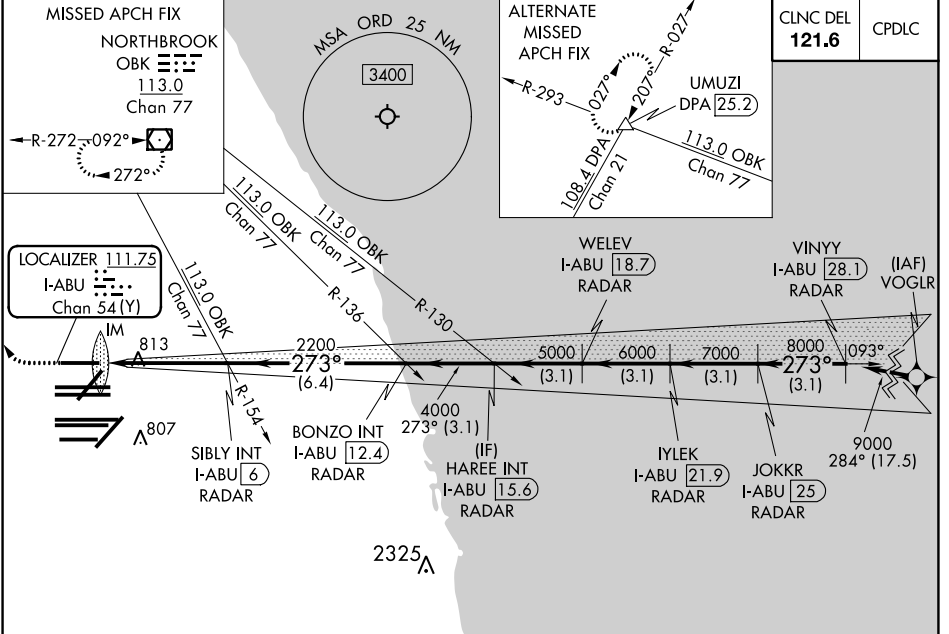 MISSED APCH FIX
NORTHBROOK
OBK
113.0
Chan 77
R-272
092°
272°
MSA ORD 25 NM
3400
ALTERNATE
MISSED
APCH FIX
R-027
R-293
027°
207°
UMUZI
DPA 25.2
108.4 DPA
Chan 21
113.0 OBK
Chan 77
CLNC DEL
121.6
CPDLC
LOCALIZER 111.75
I-ABU
Chan 54 (Y)
IM
813
807
113.0 OBK
Chan 77
R-154
113.0 OBK
Chan 77
R-136
113.0 OBK
Chan 77
R-130
WELEV
I-ABU 18.7
RADAR
VINYY
I-ABU 28.1
RADAR
(IAF)
VOGLR
2200
273°
(6.4)
4000
273° (3.1)
5000
(3.1)
6000
(3.1)
7000
(3.1)
8000
273°
(3.1)
093°
9000
284° (17.5)
SIBLY INT
I-ABU 6
RADAR
BONZO INT
I-ABU 12.4
RADAR
(IF)
HAREE INT
I-ABU 15.6
RADAR
IYLEK
I-ABU 21.9
RADAR
JOKKR
I-ABU 25
RADAR
2325